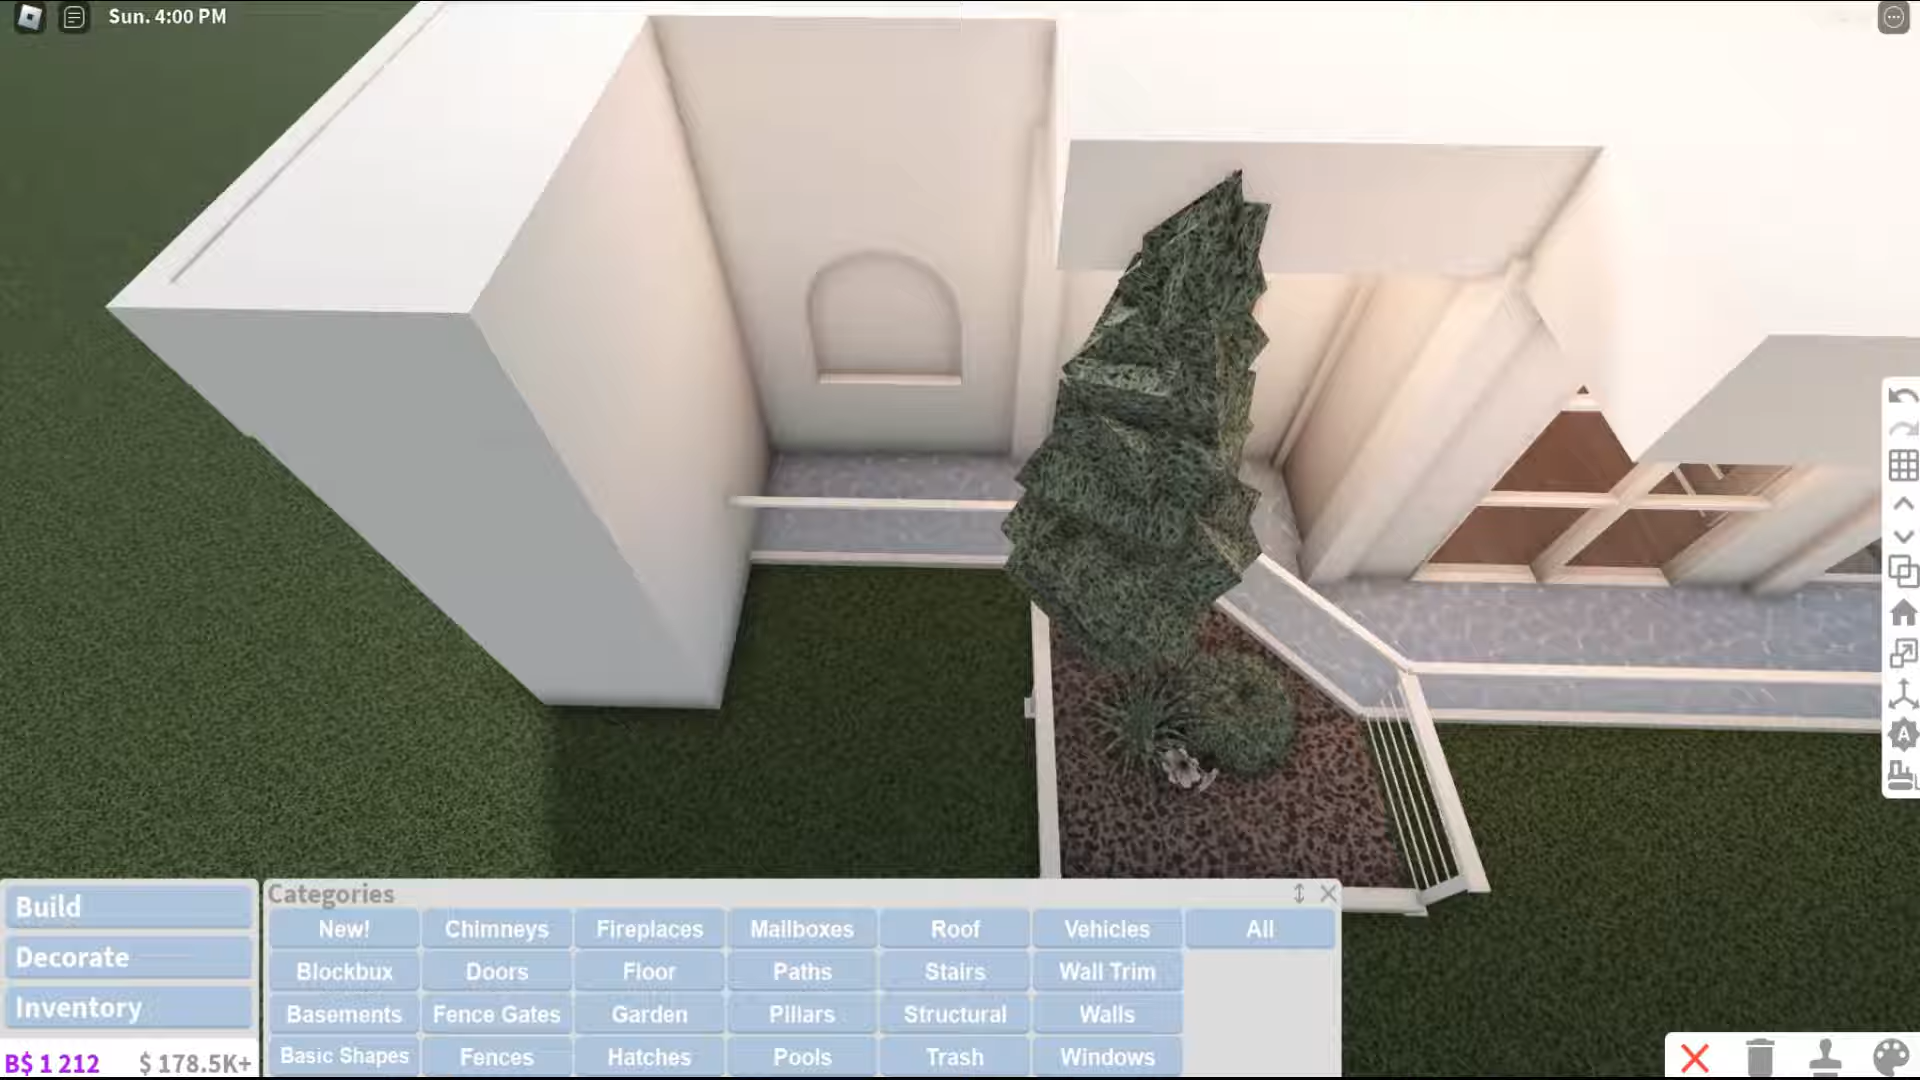 Sun. 4:00 PM
Build
Decorate
Inventory
B$ 1 212 $ 178.5K+
Categories
New! Chimneys Fireplaces Mailboxes Roof Vehicles All
Blockbux Doors Floor Paths Stairs Wall Trim
Basements Fence Gates Garden Pillars Structural Walls
Basic Shapes Fences Hatches Pools Trash Windows
A